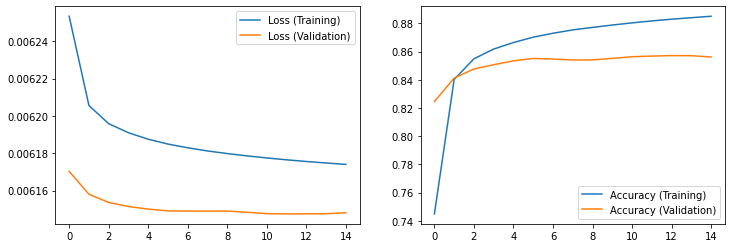 Loss (Training)
Loss (Validation)
0.00624
0.00622
0.00620
0.00618
0.00616
0 2 4 6 8 10 12 14
Accuracy (Training)
Accuracy (Validation)
0.88
0.86
0.84
0.82
0.80
0.78
0.76
0.74
0 2 4 6 8 10 12 14